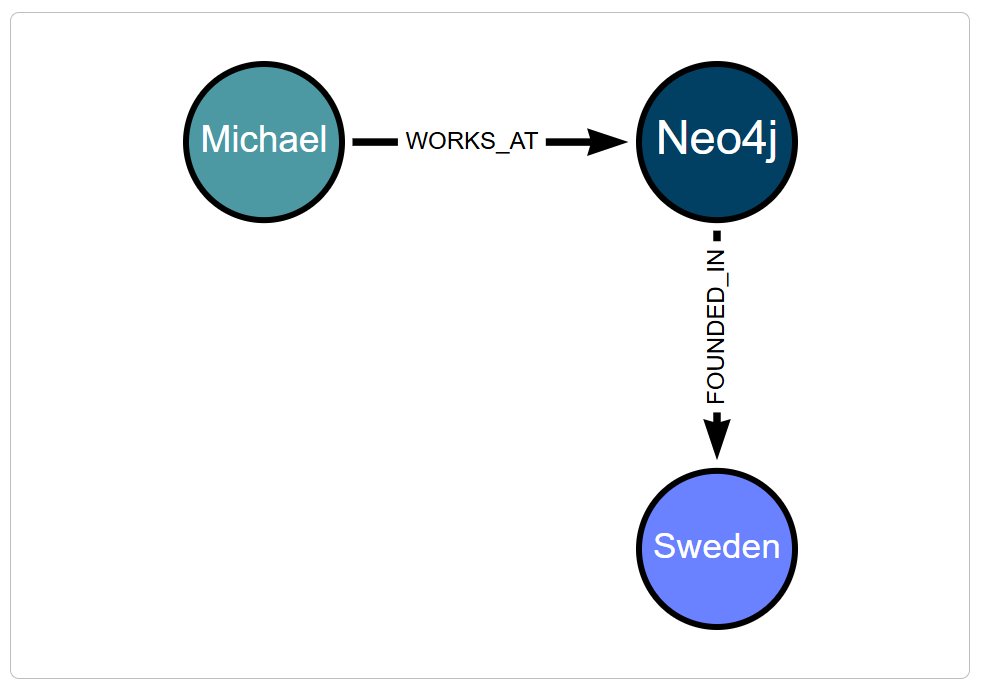 Michael
WORKS_AT
Neo4j
FOUNDED_IN
Sweden